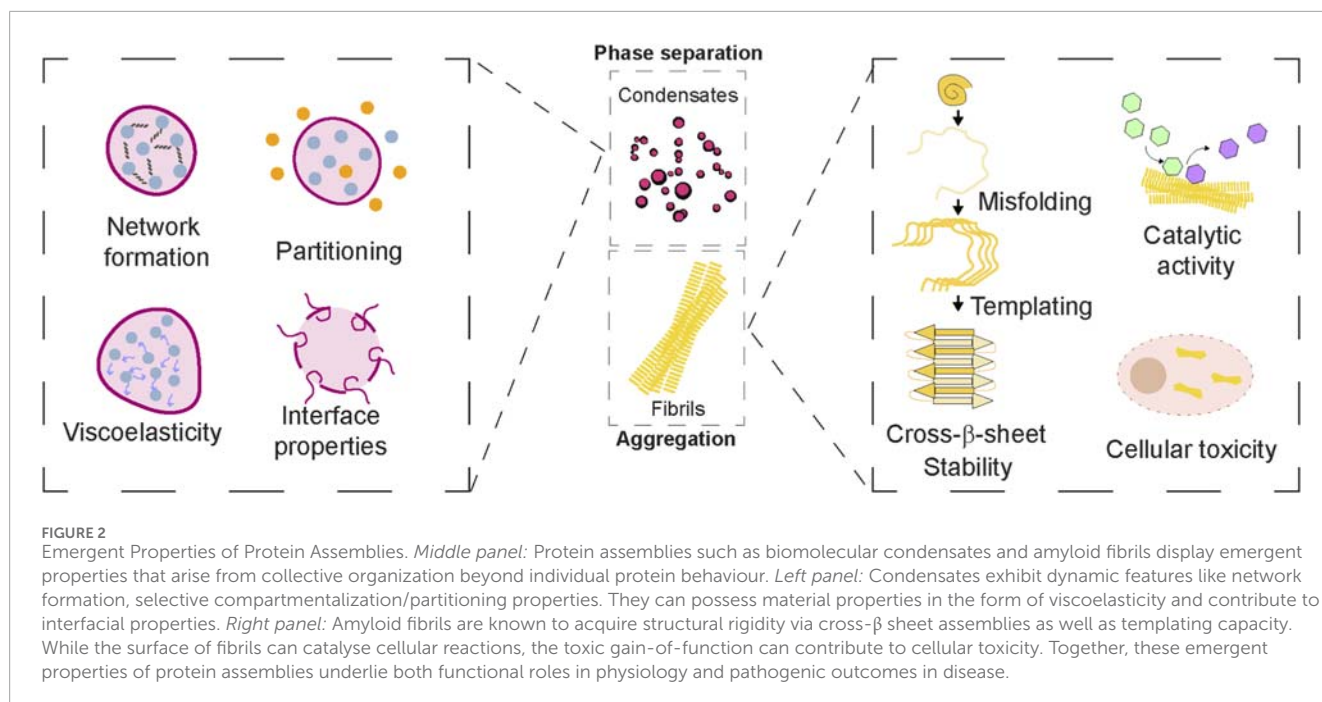 Network
formation
Partitioning
Viscoelasticity
Interface
properties
Phase separation
Condensates
Fibrils
Aggregation
Misfolding
Templating
Cross-β-sheet
Stability
Catalytic
activity
Cellular toxicity
FIGURE 2
Emergent Properties of Protein Assemblies. Middle panel: Protein assemblies such as biomolecular condensates and amyloid fibrils display emergent
properties that arise from collective organization beyond individual protein behaviour. Left panel: Condensates exhibit dynamic features like network
formation, selective compartmentalization/partitioning properties. They can possess material properties in the form of viscoelasticity and contribute to
interfacial properties. Right panel: Amyloid fibrils are known to acquire structural rigidity via cross-β sheet assemblies as well as templating capacity.
While the surface of fibrils can catalyse cellular reactions, the toxic gain-of-function can contribute to cellular toxicity. Together, these emergent
properties of protein assemblies underlie both functional roles in physiology and pathogenic outcomes in disease.